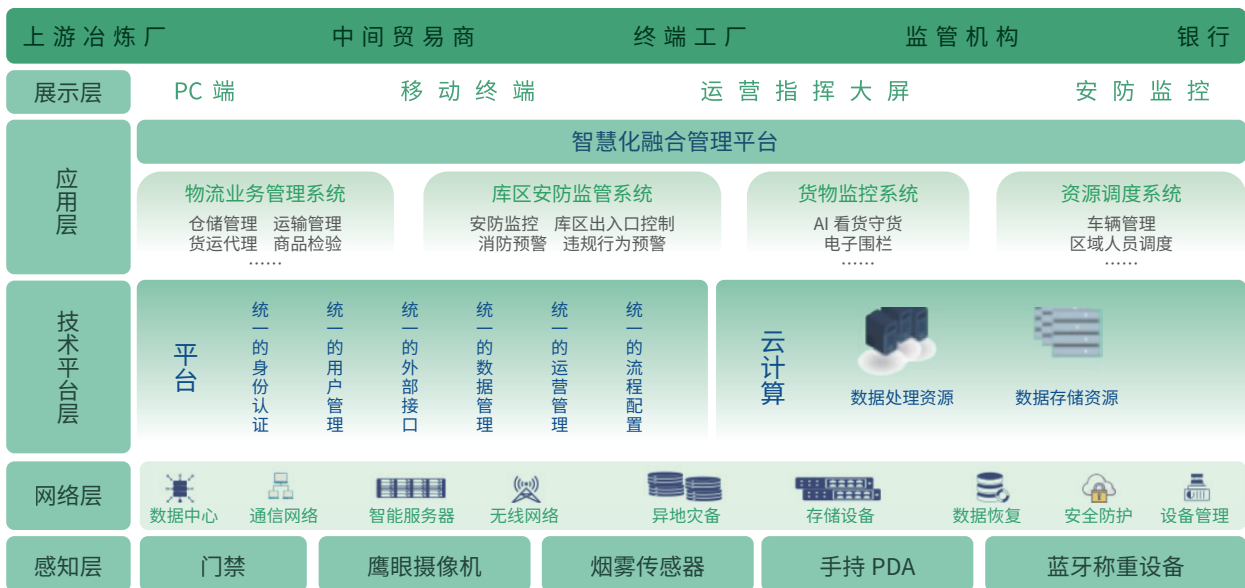 上游冶炼厂 中间贸易商 终端工厂 监管机构 银行
展示层 PC 端 移动终端 运营指挥大屏 安防监控
应用层
智慧化融合管理平台
物流业务管理系统
仓储管理 运输管理
货运代理 商品检验
……
库区安防监管系统
安防监控 库区出入口控制
消防预警 违规行为预警
货物监控系统
AI 看货守货
电子围栏
……
资源调度系统
车辆管理
区域人员调度
……
技术平台层
平台
统一的身份认证
统一的用户管理
统一的外部接口
统一的数据管理
统一的运营管理
统一的流程配置
云计算
数据处理资源
数据存储资源
网络层
数据中心 通信网络 智能服务器 无线网络 异地灾备 存储设备 数据恢复 安全防护 设备管理
感知层 门禁 鹰眼摄像机 烟雾传感器 手持 PDA 蓝牙称重设备